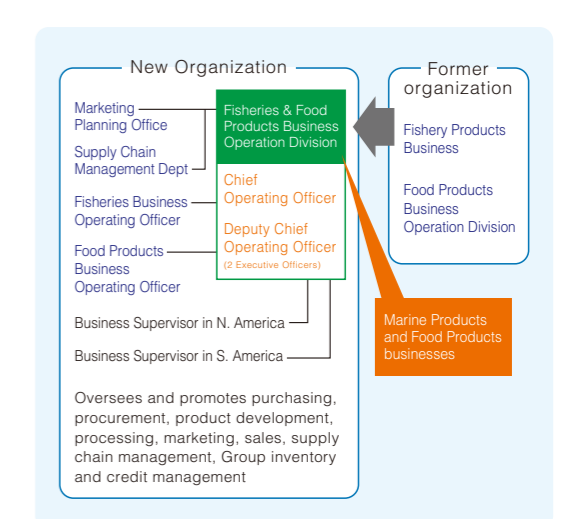 New Organization
Marketing
Planning Office
Supply Chain
Management Dept
Fisheries Business
Operating Officer
Food Products
Business
Operating Officer
Fisheries & Food
Products Business
Operation Division
Chief
Operating Officer
Deputy Chief
Operating Officer
(2 Executive Officers)
Business Supervisor in N. America
Business Supervisor in S. America
Oversees and promotes purchasing,
procurement, product development,
processing, marketing, sales, supply
chain management, Group inventory
and credit management
Former
organization
Fishery Products
Business
Food Products
Business
Operation Division
Marine Products
and Food Products
businesses